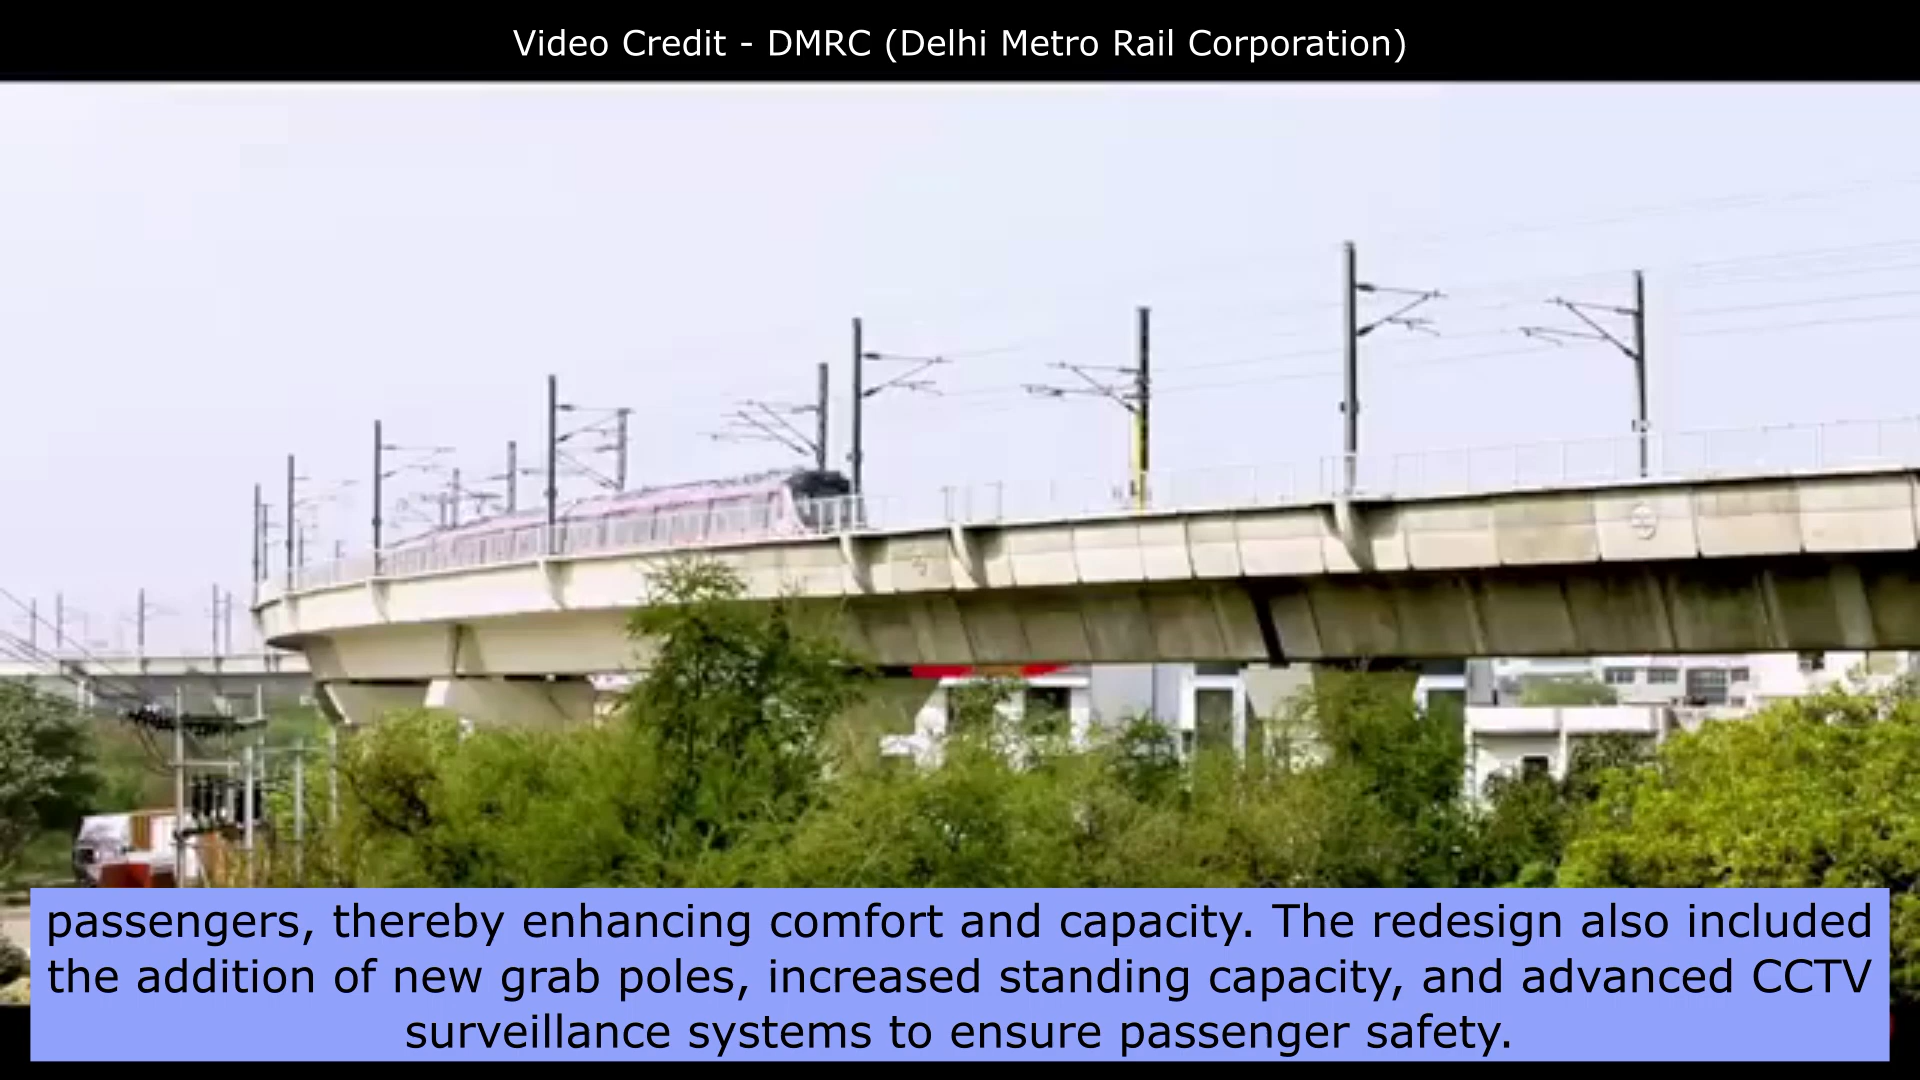 Video Credit - DMRC (Delhi Metro Rail Corporation)
passengers, thereby enhancing comfort and capacity. The redesign also included
the addition of new grab poles, increased standing capacity, and advanced CCTV
surveillance systems to ensure passenger safety.